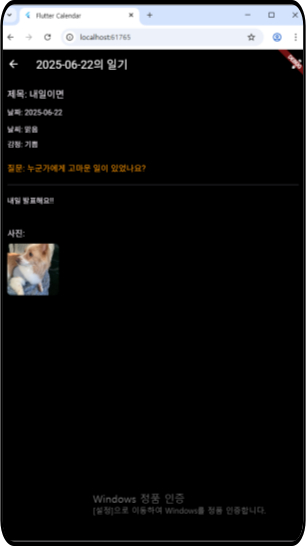 Flutter Calendar
localhost:61765
2025-06-22의 일기
제목: 내일이면
날짜: 2025-06-22
날씨: 맑음
감정: 기쁨
질문: 누군가에게 고마운 일이 있었나요?
내일 발표해요!!
사진:
Windows 정품 인증
[설정]으로 이동하여 Windows를 정품 인증합니다.